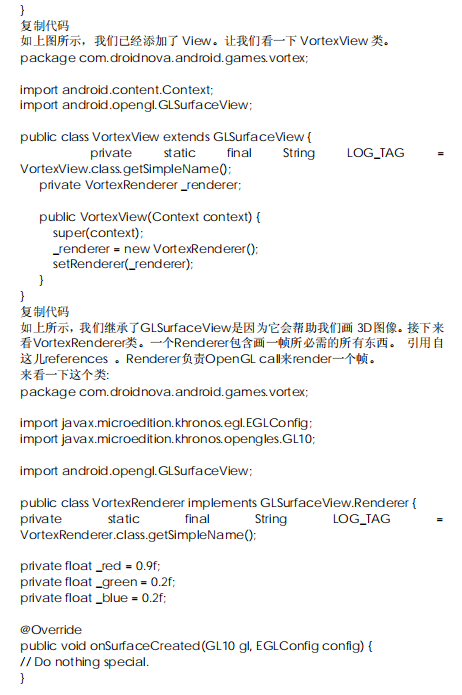 }
复制代码
如上图所示，我们已经添加了 View。让我们看一下 VortexView 类。
package com.droidnova.android.games.vortex;
import android.content.Context;
import android.opengl.GLSurfaceView;
public class VortexView extends GLSurfaceView {
private static final String LOG_TAG =
VortexView.class.getSimpleName();
private VortexRenderer _renderer;
public VortexView(Context context) {
super(context);
_renderer = new VortexRenderer();
setRenderer(_renderer);
}
}
复制代码
如上所示，我们继承了GLSurfaceView是因为它会帮助我们画3D图像。接下来
看VortexRenderer类。一个Renderer包含画一帧所必需的所有东西。 引用自
这儿references 。Renderer负责OpenGL call来render一个帧。
来看一下这个类:
package com.droidnova.android.games.vortex;
import javax.microedition.khronos.egl.EGLConfig;
import javax.microedition.khronos.opengles.GL10;
import android.opengl.GLSurfaceView;
public class VortexRenderer implements GLSurfaceView.Renderer {
private static final String LOG_TAG =
VortexRenderer.class.getSimpleName();
private float _red = 0.9f;
private float _green = 0.2f;
private float _blue = 0.2f;
@Override
public void onSurfaceCreated(GL10 gl, EGLConfig config) {
// Do nothing special.
}